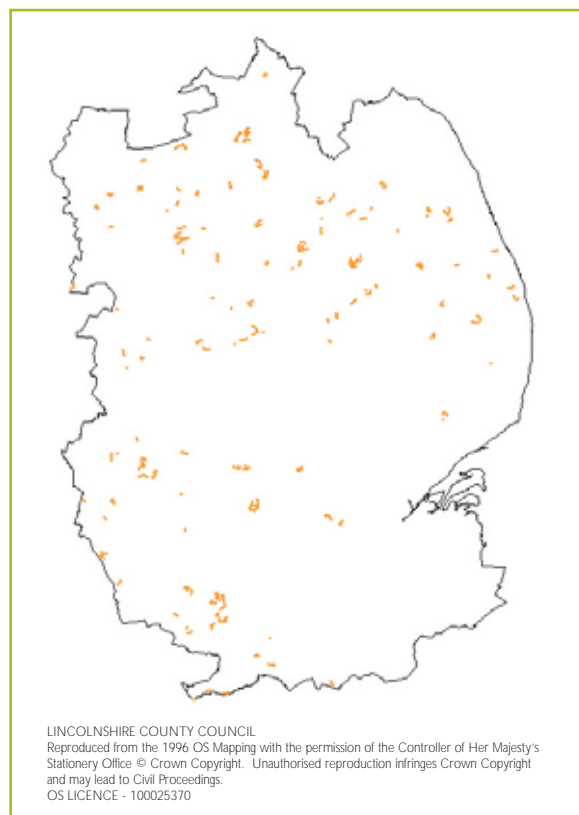 LINCOLNSHIRE COUNTY COUNCIL
Reproduced from the 1996 OS Mapping with the permission of the Controller of Her Majesty's
Stationery Office © Crown Copyright. Unauthorised reproduction infringes Crown Copyright
and may lead to Civil Proceedings.
OS LICENCE - 100025370